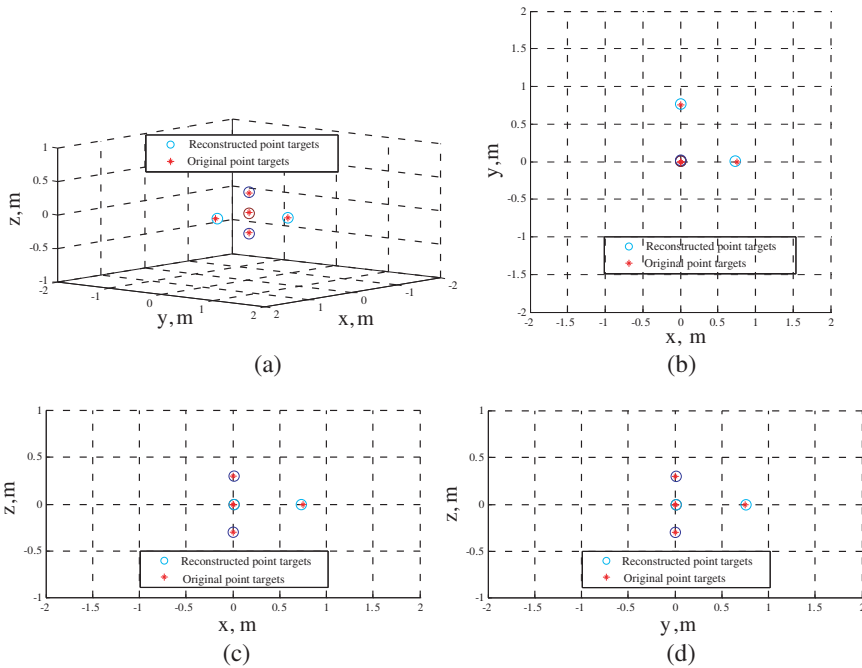 Reconstructed point targets
Original point targets
1
0.5
0
-0.5
-1
z,m
-2
-1
0
1
2
y,m
2
1
0
-1
-2
x,m
(a)
2
1.5
1
0.5
0
-0.5
-1
-1.5
-2
y,m
Reconstructed point targets
Original point targets
-2 -1.5 -1 -0.5 0 0.5 1 1.5 2
x, m
(b)
1
0.5
0
-0.5
-1
z,m
Reconstructed point targets
Original point targets
-2 -1.5 -1 -0.5 0 0.5 1 1.5 2
x, m
(c)
1
0.5
0
-0.5
-1
z,m
Reconstructed point targets
Original point targets
-2 -1.5 -1 -0.5 0 0.5 1 1.5 2
y,m
(d)